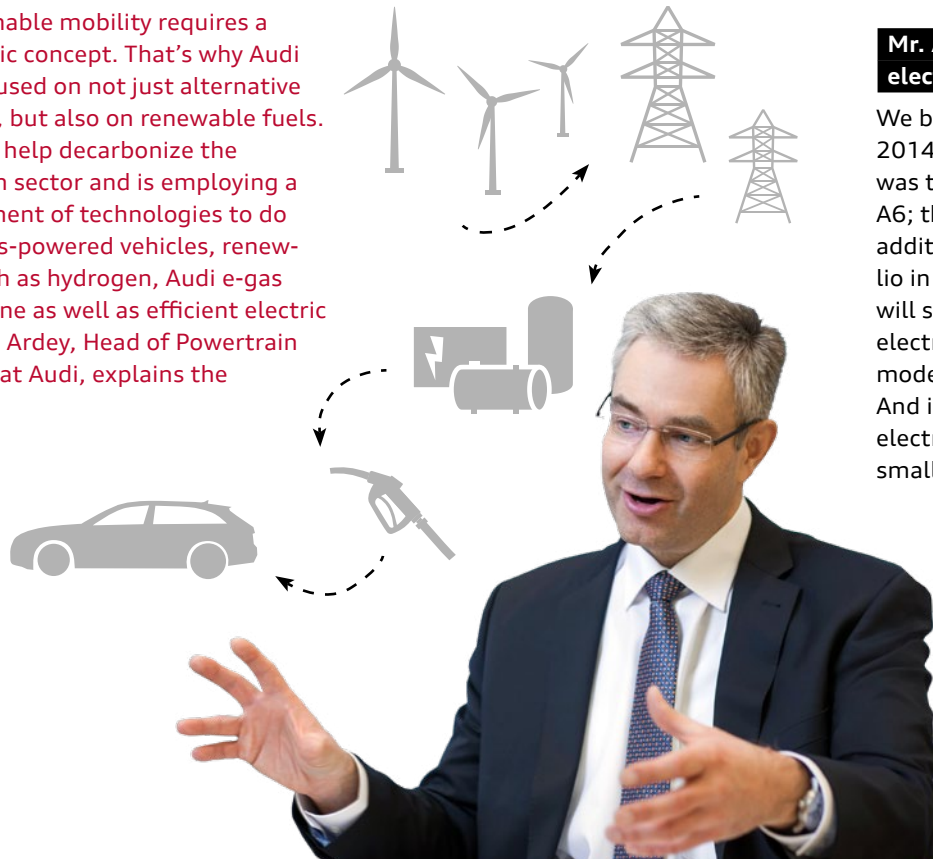 nable mobility requires a
ic concept. That’s why Audi
used on not just alternative
, but also on renewable fuels.
help decarbonize the
n sector and is employing a
ment of technologies to do
s-powered vehicles, renew-
h as hydrogen, Audi e-gas
ne as well as efficient electric
Ardey, Head of Powertrain
at Audi, explains the
Mr.
elec
We b
2014
was t
A6; th
addit
lio in
will s
electr
mode
And i
electr
small